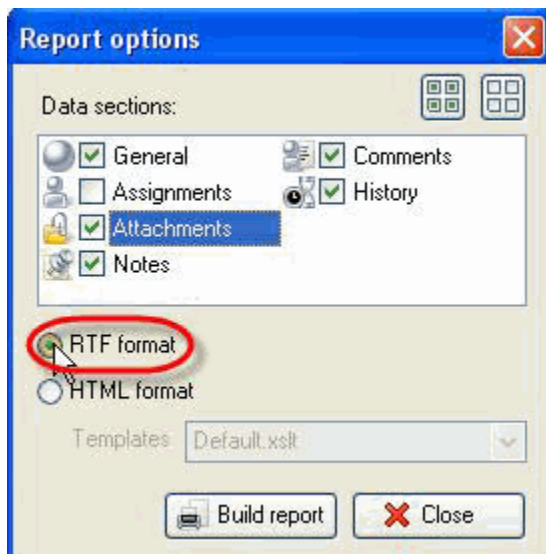 Report options
Data sections:
General
Comments
Assignments
History
Attachments
Notes
RTF format
HTML format
Templates Default.xslt
Build report Close